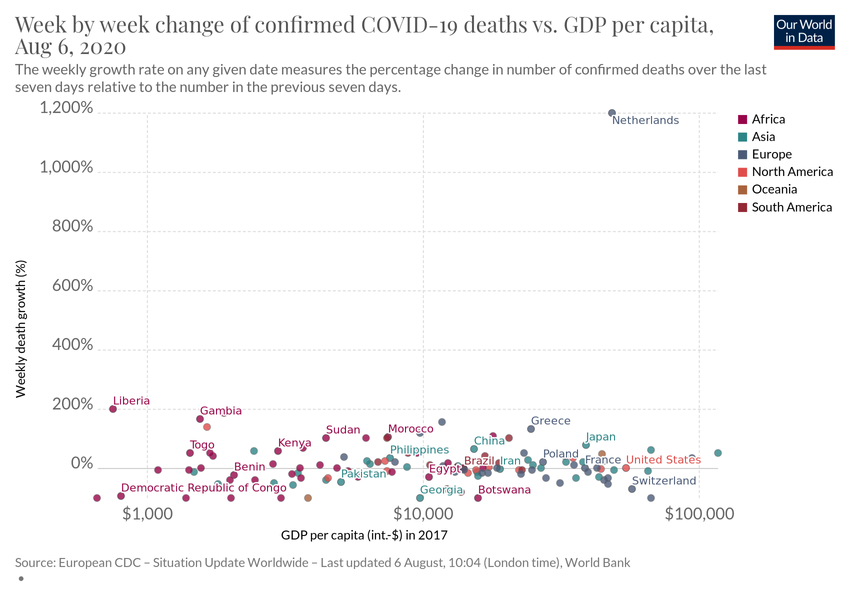 Week by week change of confirmed COVID-19 deaths vs. GDP per capita,
Aug 6, 2020
Our World
in Data
The weekly growth rate on any given date measures the percentage change in number of confirmed deaths over the last
seven days relative to the number in the previous seven days.
1,200%
1,000%
800%
600%
400%
200%
0%
Weekly death growth (%)
Netherlands
Africa
Asia
Europe
North America
Oceania
South America
Liberia
Gambia
Greece
Sudan
Morocco
Togo
Kenya
China
Japan
Philippines
Poland
France
United States
Benin
Egypt
Brazil
Iran
Pakistan
Switzerland
Democratic Republic of Congo
Georgia
Botswana
$1,000
$10,000
$100,000
GDP per capita (int.-$) in 2017
Source: European CDC – Situation Update Worldwide – Last updated 6 August, 10:04 (London time), World Bank